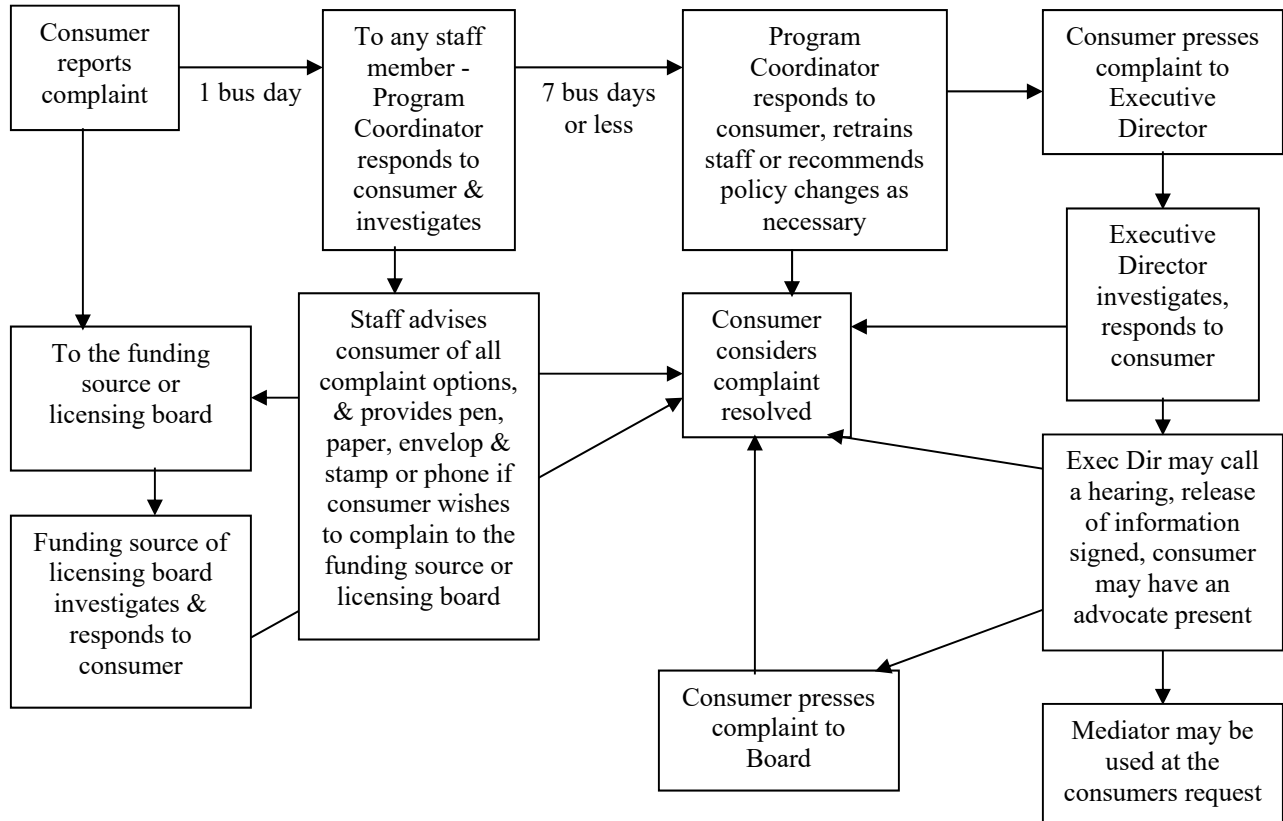 Consumer
reports
complaint
1 bus day
To any staff
member -
Program
Coordinator
responds to
consumer &
investigates
7 bus days
or less
Program
Coordinator
responds to
consumer, retrains
staff or recommends
policy changes as
necessary
Consumer presses
complaint to
Executive
Director
Executive
Director
investigates,
responds to
consumer
To the funding
source or
licensing board
Staff advises
consumer of all
complaint options,
& provides pen,
paper, envelop &
stamp or phone if
consumer wishes
to complain to the
funding source or
licensing board
Consumer
considers
complaint
resolved
Exec Dir may call
a hearing, release
of information
signed, consumer
may have an
advocate present
Funding source of
licensing board
investigates &
responds to
consumer
Consumer presses
complaint to
Board
Mediator may be
used at the
consumers request